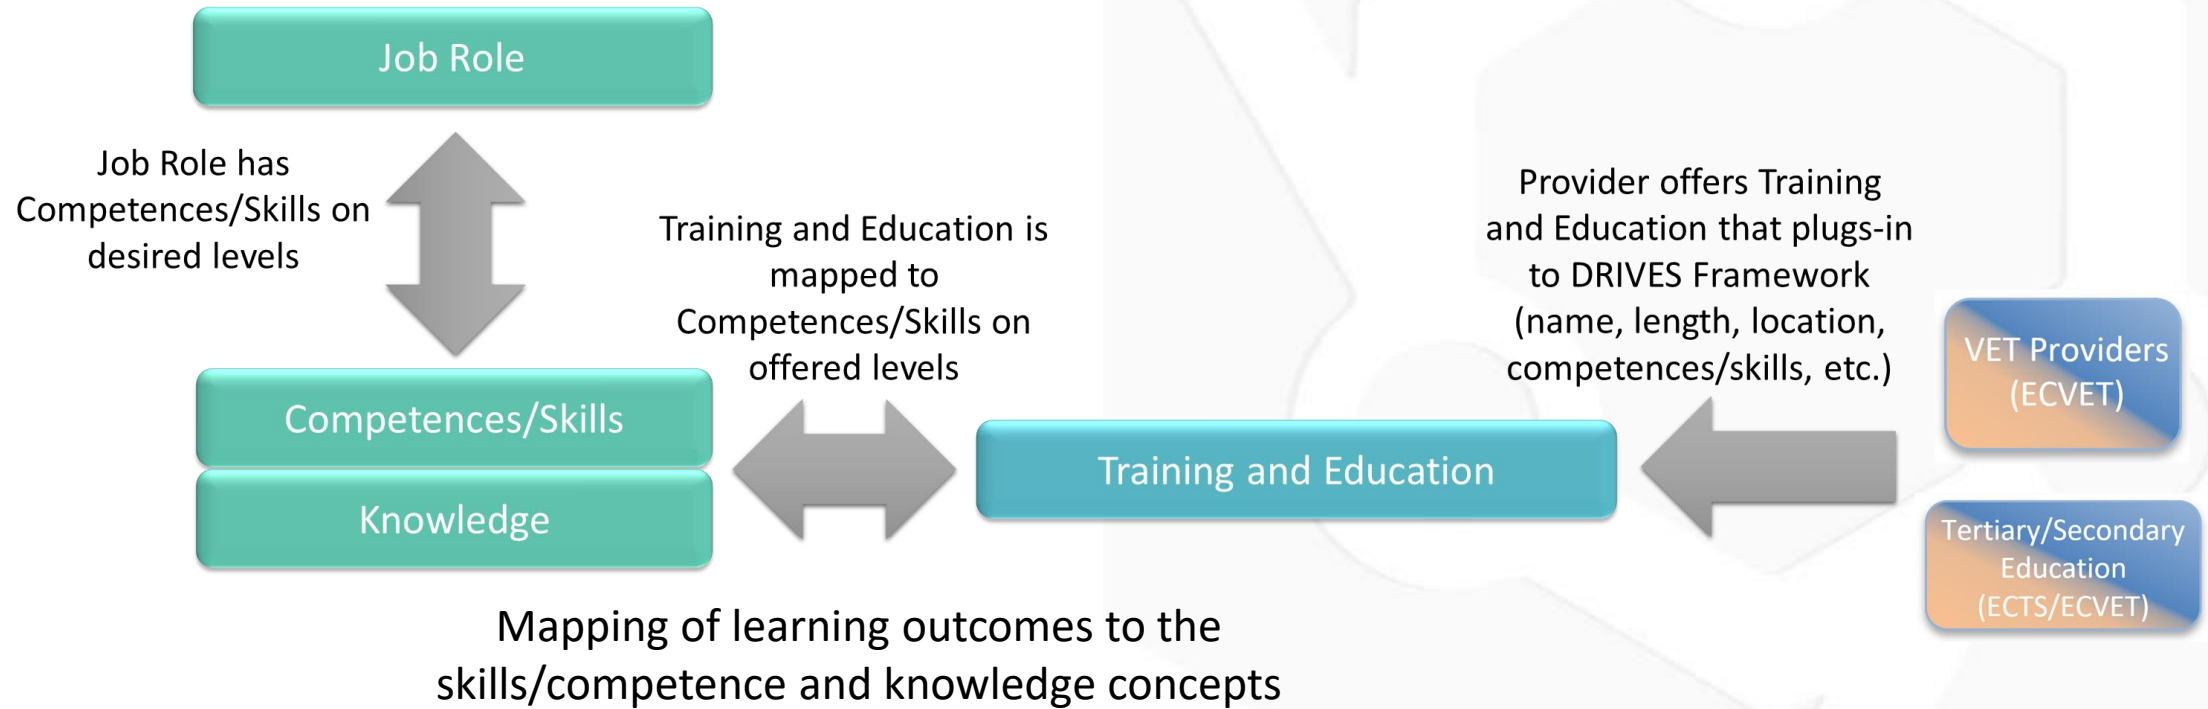 Job Role
Job Role has
Competences/Skills on
desired levels
Training and Education is
mapped to
Competences/Skills on
offered levels
Provider offers Training
and Education that plugs-in
to DRIVES Framework
(name, length, location,
competences/skills, etc.)
VET Providers
(ECVET)
Competences/Skills
Knowledge
Training and Education
Tertiary/Secondary
Education
(ECTS/ECVET)
Mapping of learning outcomes to the
skills/competence and knowledge concepts